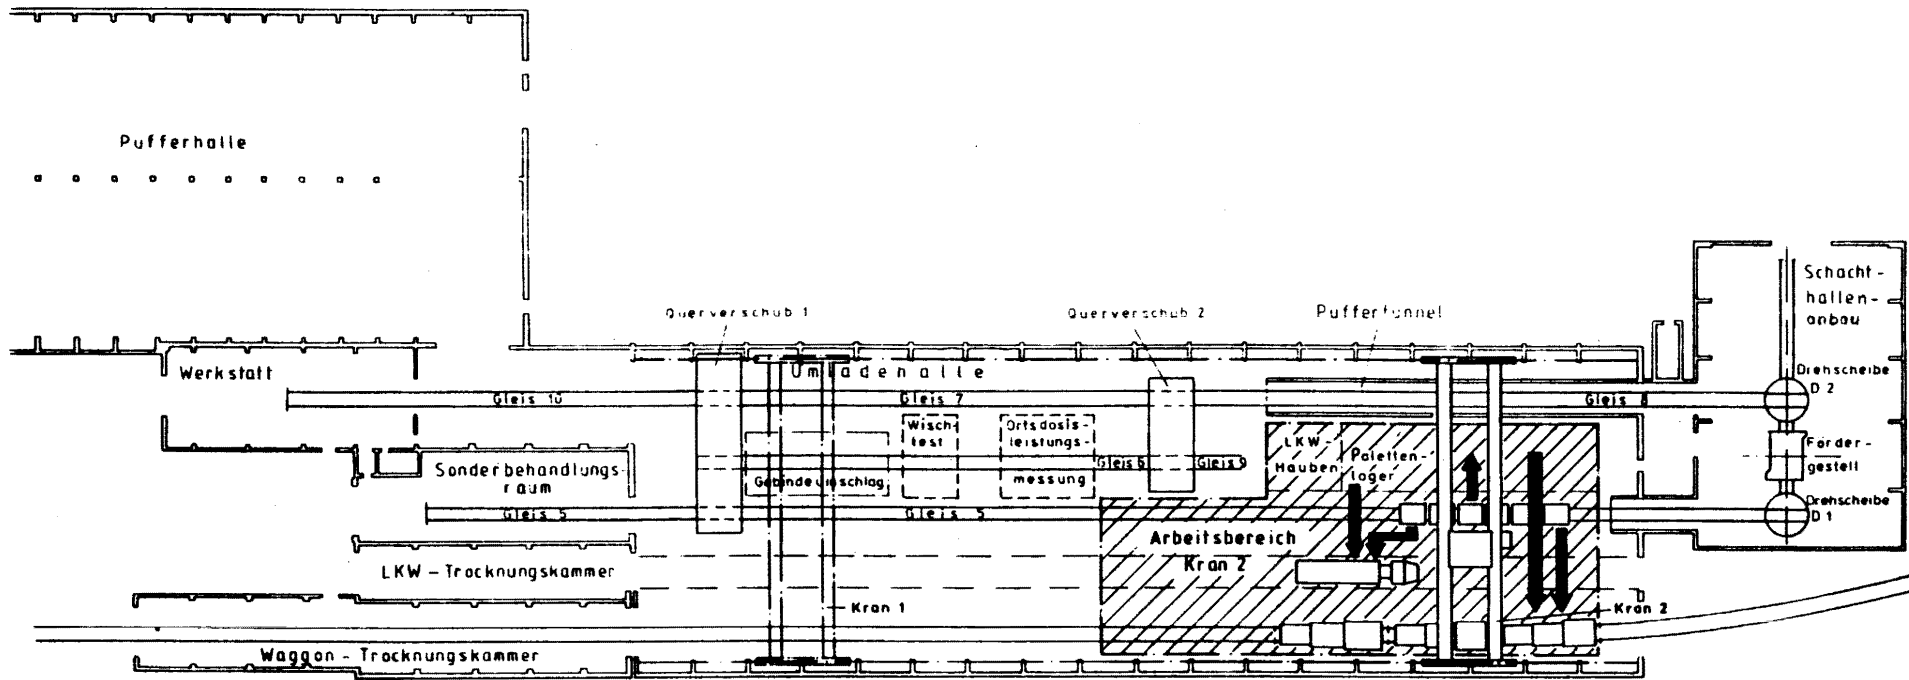 Pufferhalle
Schacht-
hallen-
anbau
Querverschub 1
Querverschub 2
Puffertunnel
Werkstatt
Umladehalle
Drehscheibe
D 2
Gleis 10
Gleis 7
Gleis 8
Wisch-
test
Ortsdosis-
leistungs-
messung
LKW-
Hauben
Paletten-
lager
Förder-
gestell
Sonderbehandlungs-
raum
Gebindeumschlag
Gleis 6
Gleis 9
Gleis 5
Gleis 5
Drehscheibe
D 1
Arbeitsbereich
Kran 2
LKW-Trocknungskammer
Kran 1
Kran 2
Waggon-Trocknungskammer